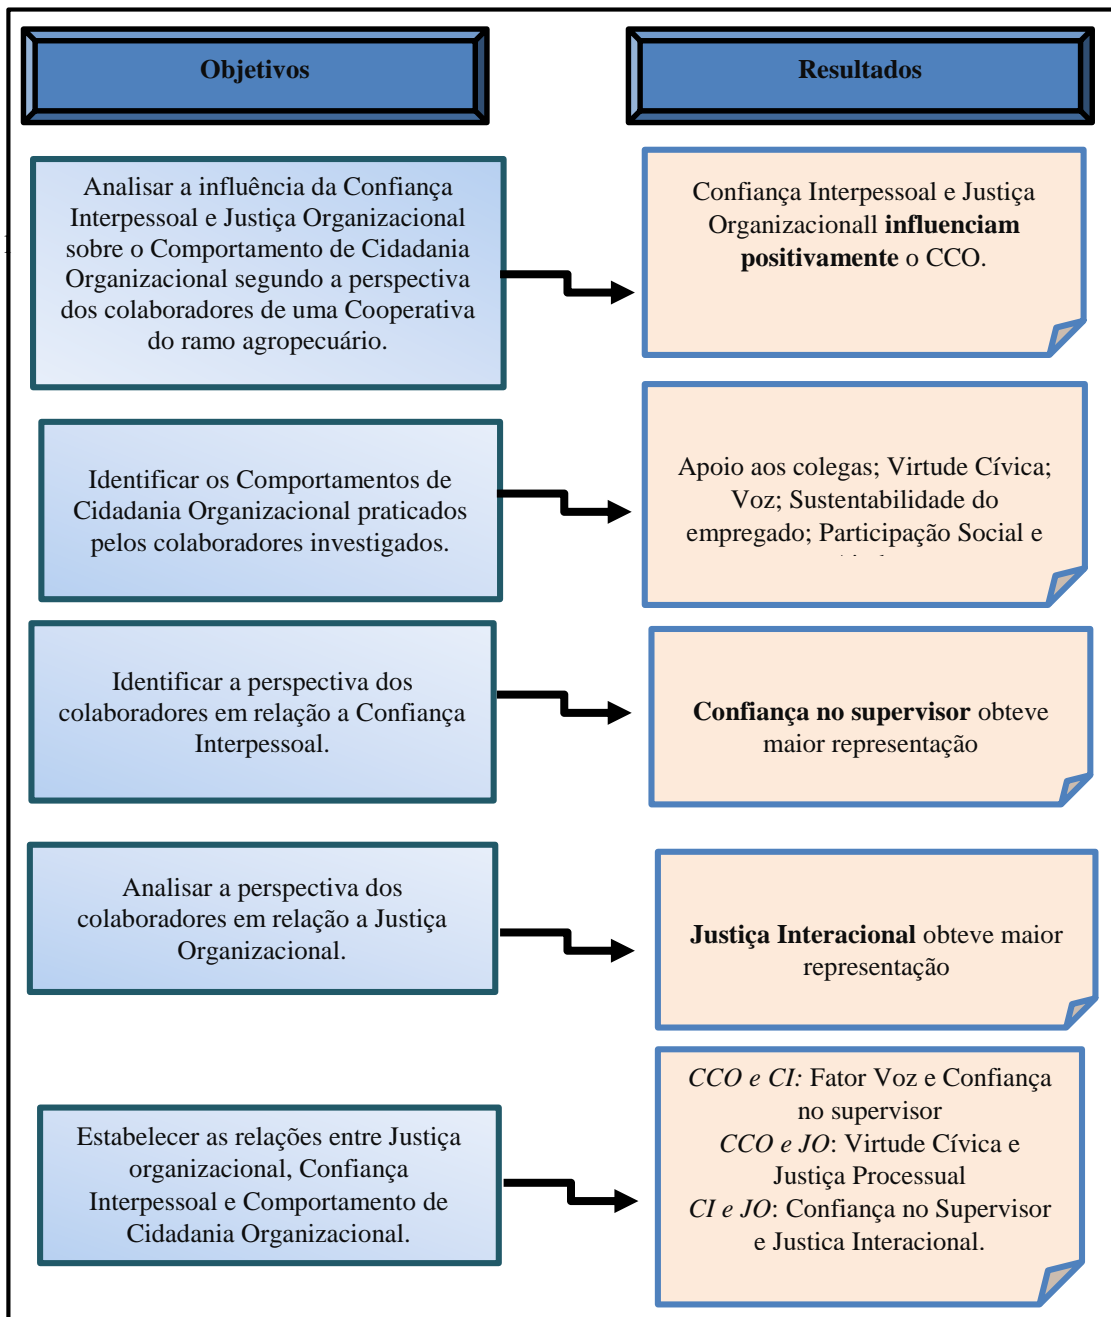 Objetivos
Resultados
Analisar a influência da Confiança
Interpessoal e Justiça Organizacional
sobre o Comportamento de Cidadania
Organizacional segundo a perspectiva
dos colaboradores de uma Cooperativa
do ramo agropecuário.
Confiança Interpessoal e Justiça
Organizacionall influenciam
positivamente o CCO.
Identificar os Comportamentos de
Cidadania Organizacional praticados
pelos colaboradores investigados.
Apoio aos colegas; Virtude Cívica;
Voz; Sustentabilidade do
empregado; Participação Social e
Identificar a perspectiva dos
colaboradores em relação a Confiança
Interpessoal.
Confiança no supervisor obteve
maior representação
Analisar a perspectiva dos
colaboradores em relação a Justiça
Organizacional.
Justiça Interacional obteve maior
representação
Estabelecer as relações entre Justiça
organizacional, Confiança
Interpessoal e Comportamento de
Cidadania Organizacional.
CCO e CI: Fator Voz e Confiança
no supervisor
CCO e JO: Virtude Cívica e
Justiça Processual
CI e JO: Confiança no Supervisor
e Justica Interacional.